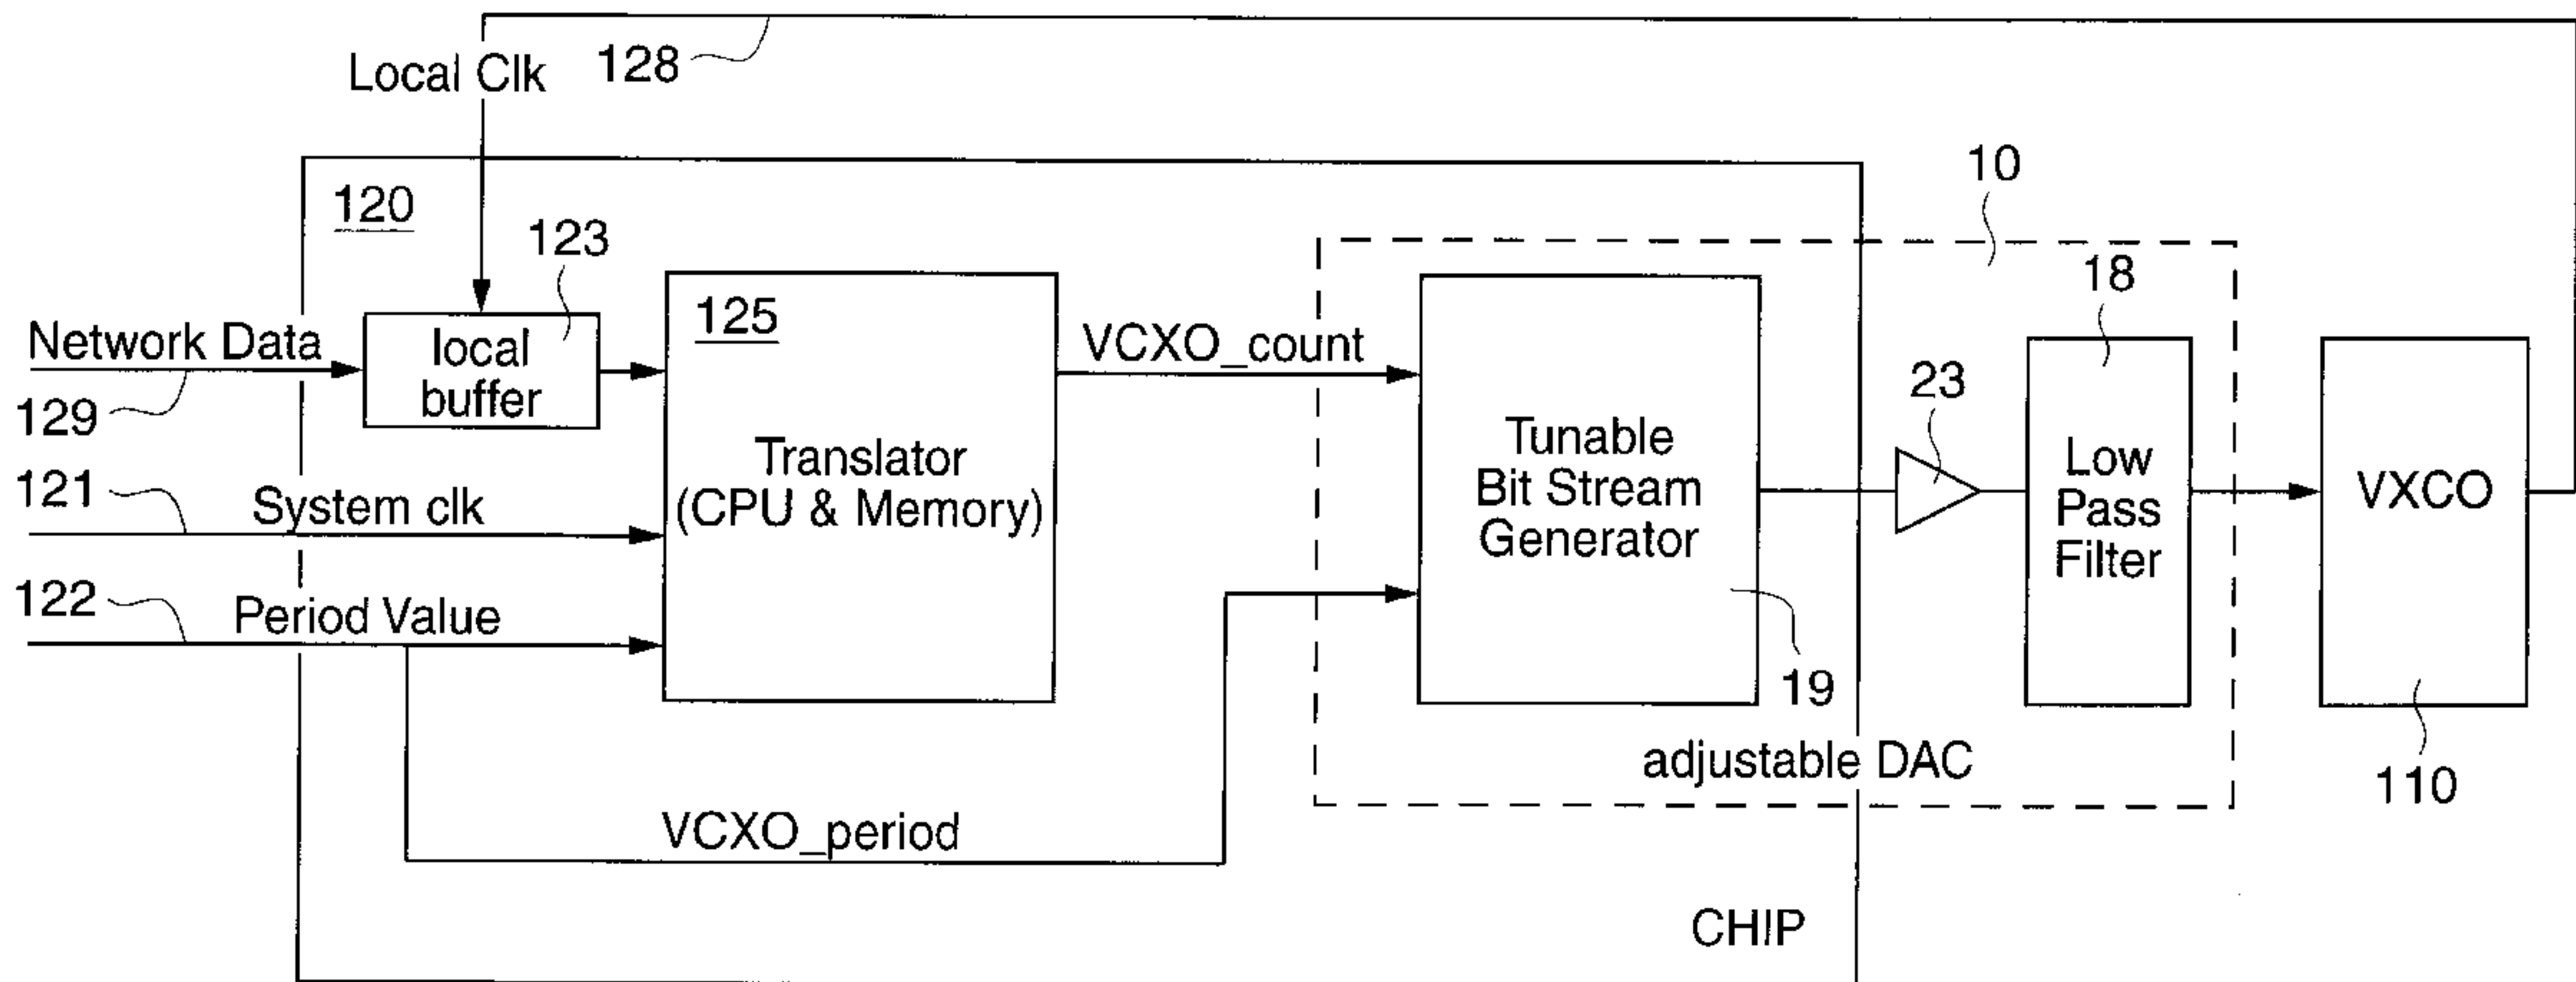 Local Clk
128
10
120
123
18
125
Network Data
local
buffer
VCXO_count
23
129
Translator
(CPU & Memory)
Tunable
Bit Stream
Generator
Low
Pass
Filter
VXCO
121
System clk
122
Period Value
19
adjustable DAC
110
VCXO_period
CHIP